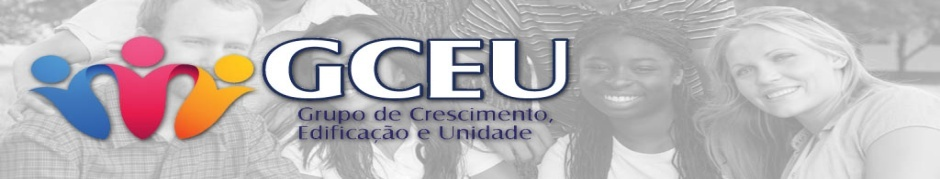 GCEU
Grupo de Crescimento,
Edificação e Unidade